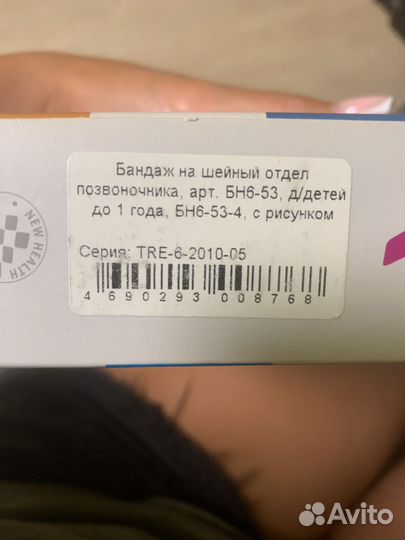 Бандаж на шейный отдел
позвоночника, арт. БН6-53, д/детей
до 1 года, БН6-53-4, с рисунком
Серия: TRE-6-2010-05
4 690293 008768
NEW HEALTH
Avito